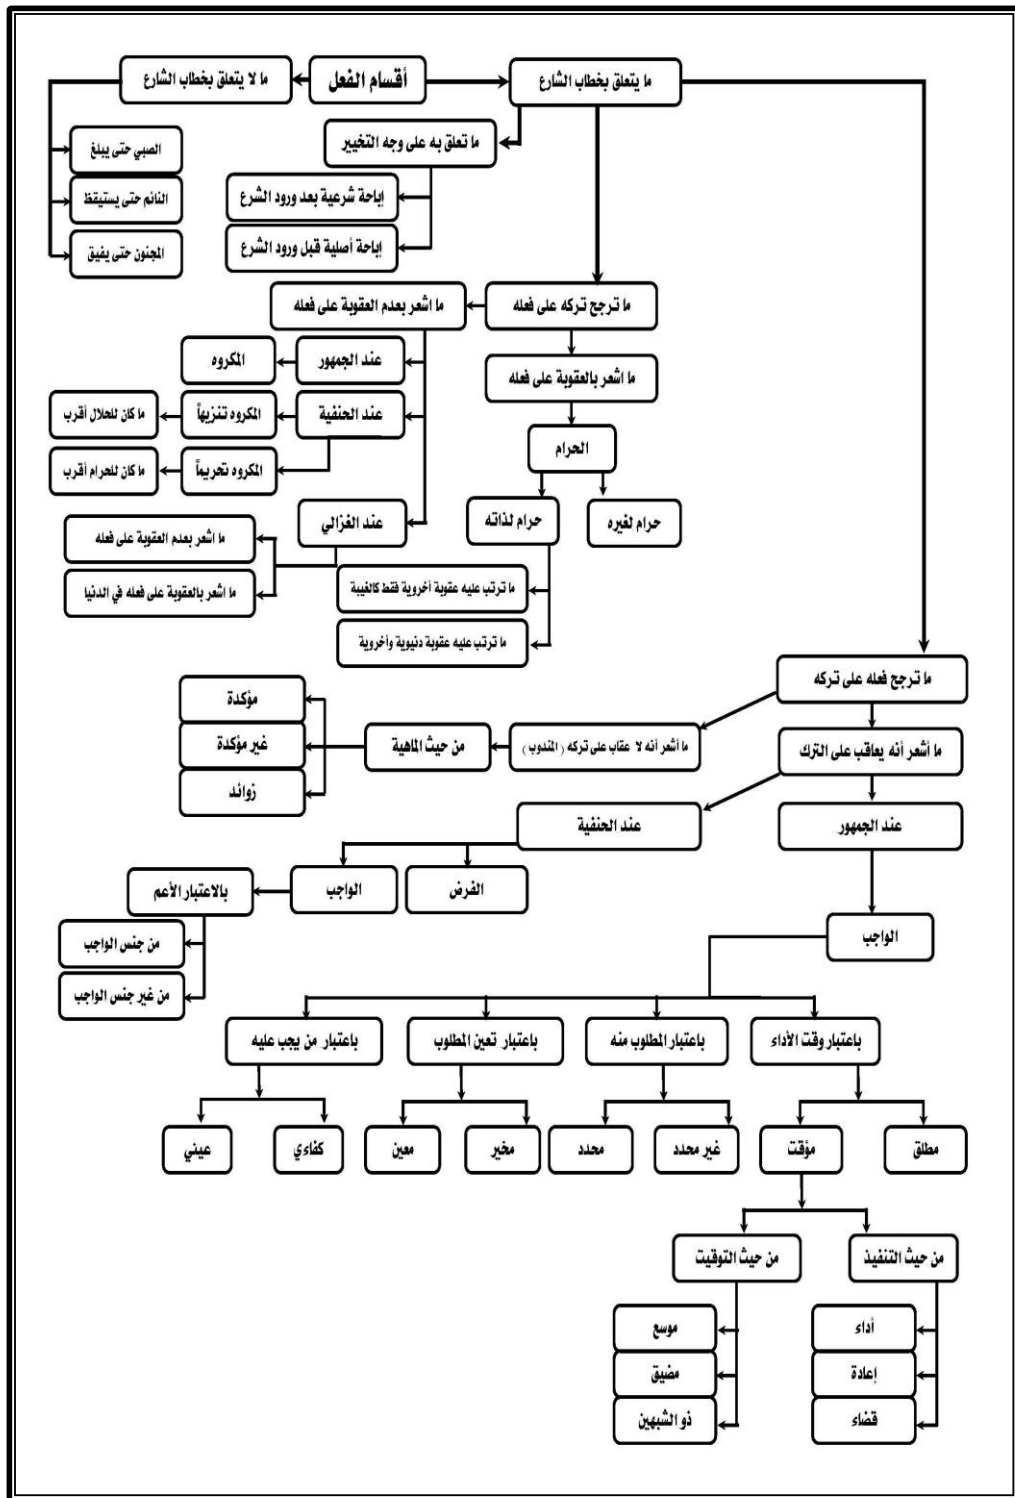 أقسام الفعل
ما يتعلق بخطاب الشارع
ما لا يتعلق بخطاب الشارع
الصبي حتى يبلغ
النائم حتى يستيقظ
المجنون حتى يفيق
ما تعلق به على وجه التخيير
إباحة شرعية بعد ورود الشرع
إباحة أصلية قبل ورود الشرع
ما ترجح تركه على فعله
ما اشعر بعدم العقوبة على فعله
عند الجمهور
المكروه
عند الحنفية
المكروه تنزيهاً
ما كان للحلال أقرب
المكروه تحريماً
ما كان للحرام أقرب
عند الغزالي
ما اشعر بعدم العقوبة على فعله
ما اشعر بالعقوبة على فعله في الدنيا
ما اشعر بالعقوبة على فعله
الحرام
حرام لغيره
حرام لذاته
ما ترتب عليه عقوبة أخروية فقط كالغيبة
ما ترتب عليه عقوبة دنيوية وأخروية
ما ترجح فعله على تركه
ما أشعر أنه لا عقاب على تركه ( المندوب )
من حيث الماهية
مؤكدة
غير مؤكدة
زوائد
ما أشعر أنه يعاقب على الترك
عند الجمهور
عند الحنفية
الفرض
الواجب
بالاعتبار الأعم
من جنس الواجب
من غير جنس الواجب
الواجب
باعتبار وقت الأداء
باعتبار المطلوب منه
باعتبار تعين المطلوب
باعتبار من يجب عليه
مطلق
مؤقت
غير محدد
محدد
مخير
معين
كفاءي
عيني
من حيث التنفيذ
من حيث التوقيت
أداء
إعادة
قضاء
موسع
مضيق
ذو الشبهين